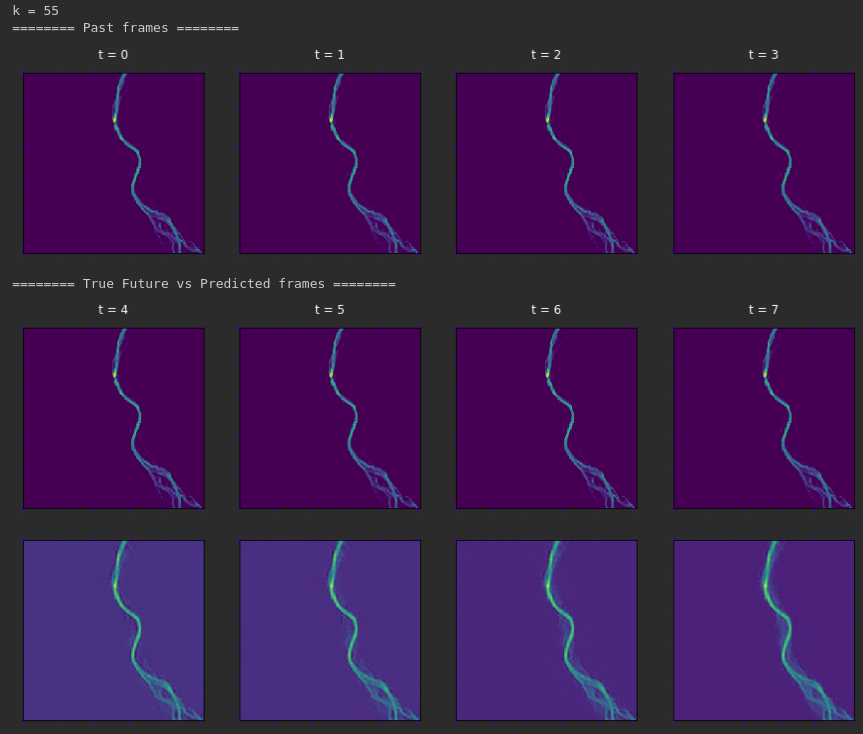 k = 55
======== Past frames ========
t = 0
t = 1
t = 2
t = 3
======== True Future vs Predicted frames ========
t = 4
t = 5
t = 6
t = 7